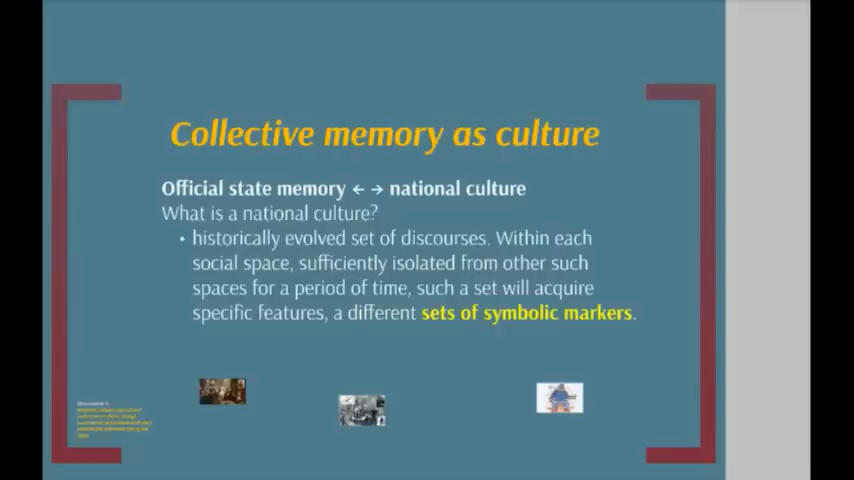 Collective memory as culture
Official state memory ← → national culture
What is a national culture?
• historically evolved set of discourses. Within each
social space, sufficiently isolated from other such
spaces for a period of time, such a set will acquire
specific features, a different sets of symbolic markers.